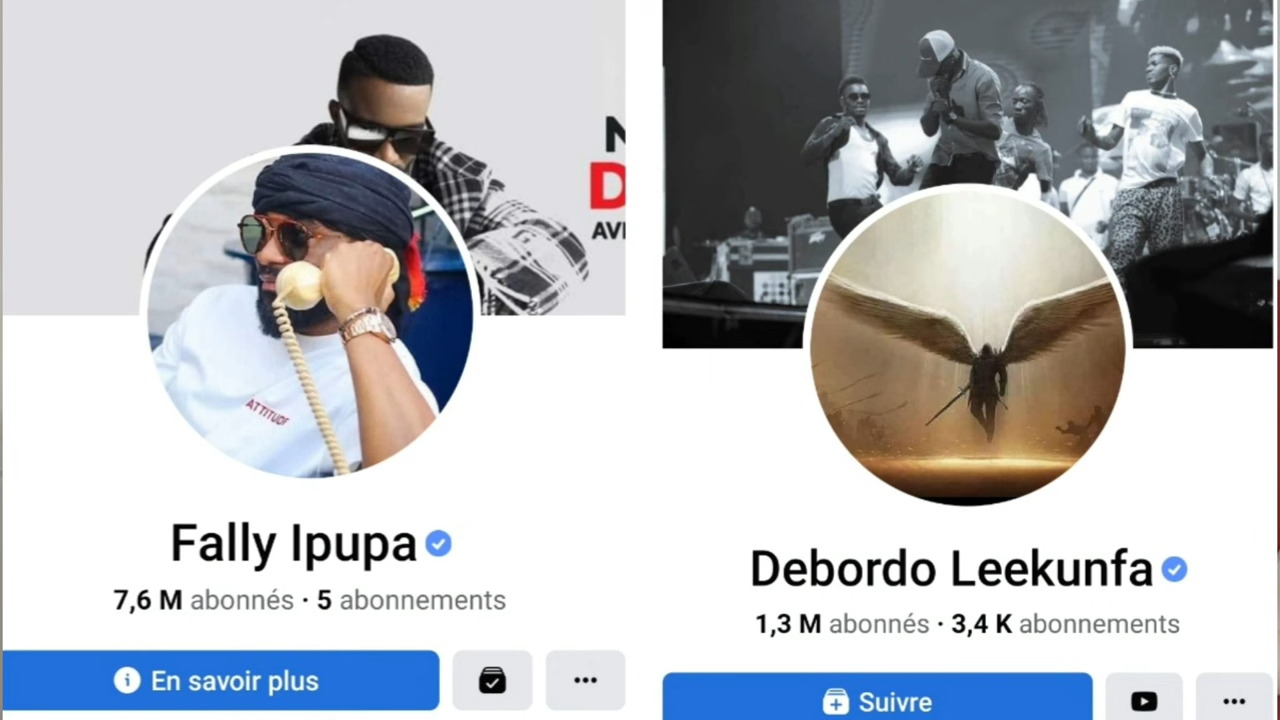 AVE
ATTITUDE
Fally Ipupa
7,6 M abonnés · 5 abonnements
En savoir plus
Debordo Leekunfa
1,3 M abonnés · 3,4 K abonnements
Suivre